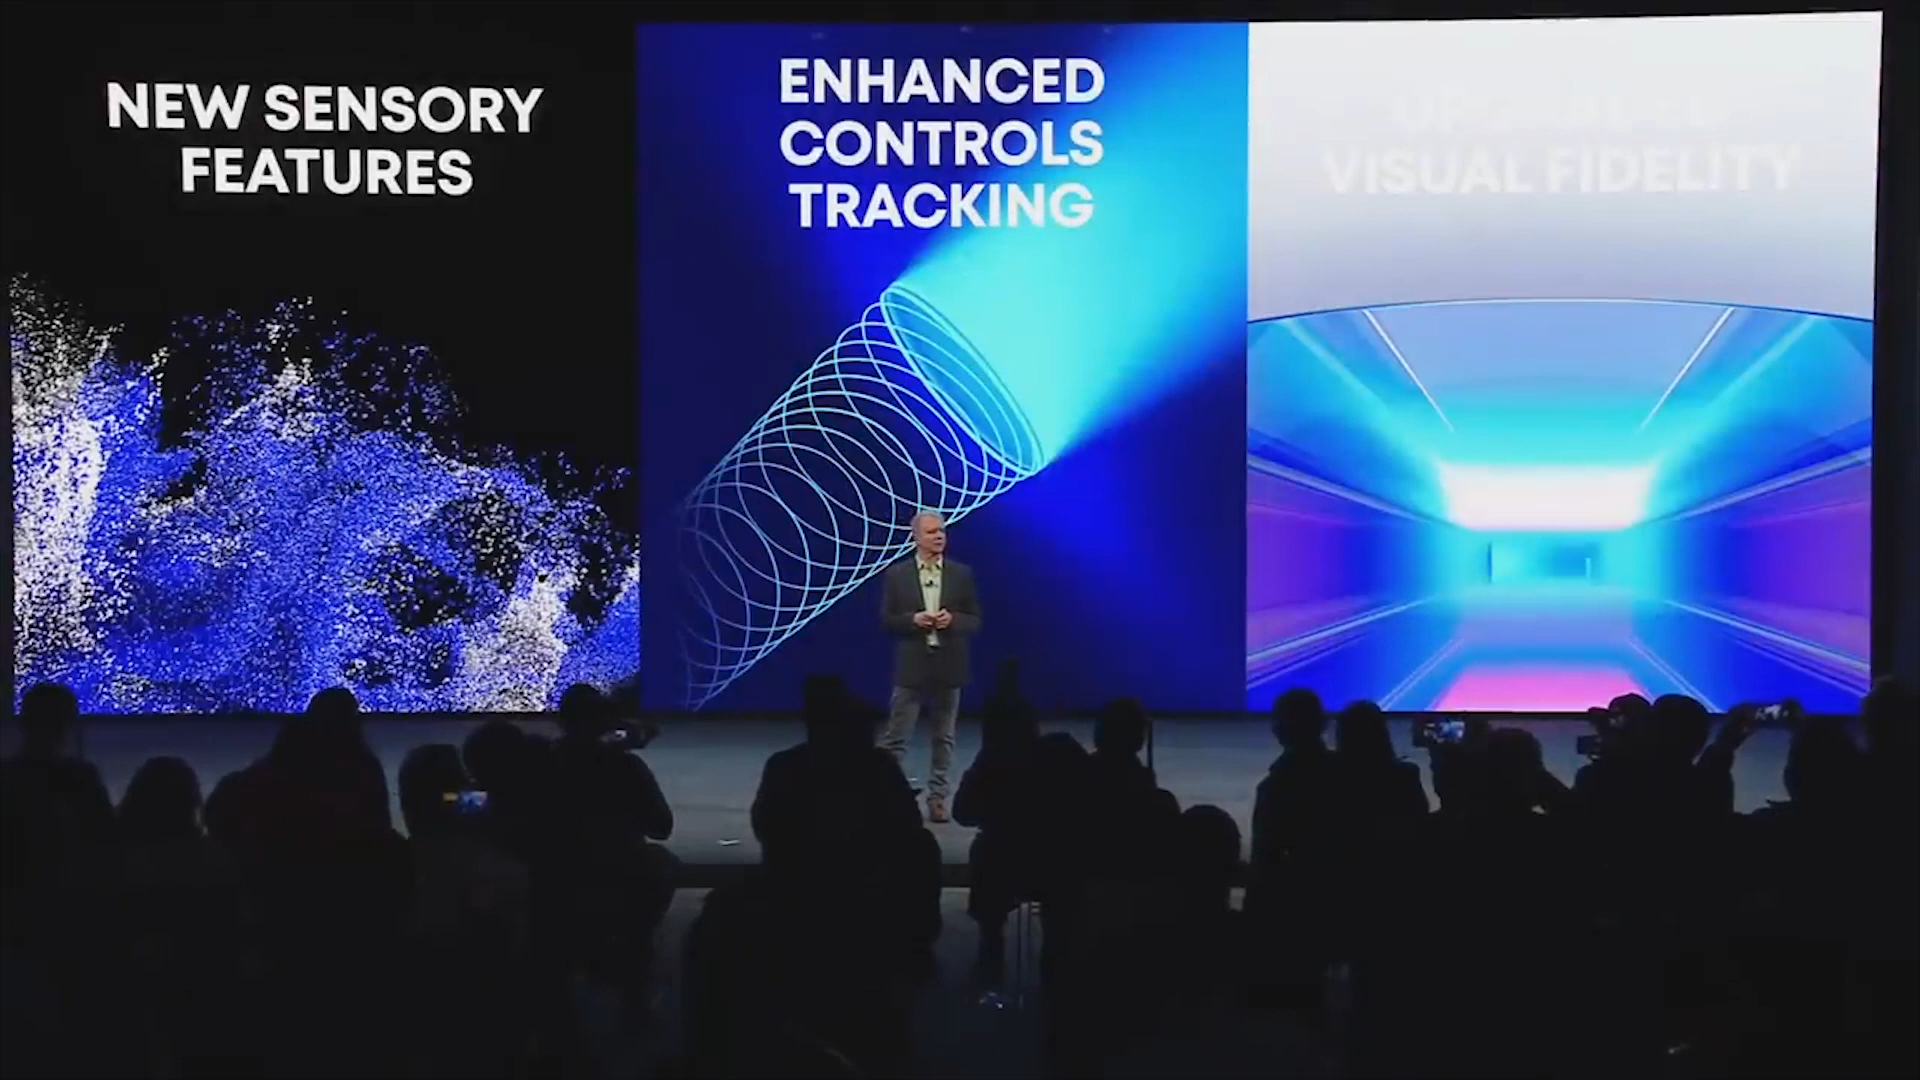 NEW SENSORY
FEATURES
ENHANCED
CONTROLS
TRACKING
VISUAL FIDELITY